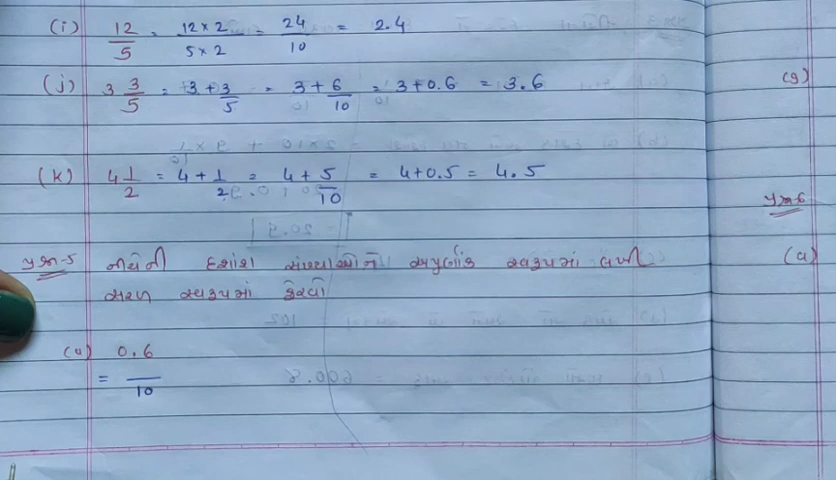 (i) 12/5 = 12 × 2 / 5 × 2 = 24/10 = 2.4
(j) 3 3/5 = 3 + 3/5 = 3 + 6/10 = 3 + 0.6 = 3.6
(g)
(k) 4 1/2 = 4 + 1/2 = 4 + 5/10 = 4 + 0.5 = 4.5
પ્રશ્ન-6
પ્રશ્ન-5 નીચેની દશાંશ સંખ્યાઓને અપૂર્ણાંક સ્વરૂપમાં લખી
(a)
સરળ સ્વરૂપમાં ફેરવો
(a) 0.6
= /10